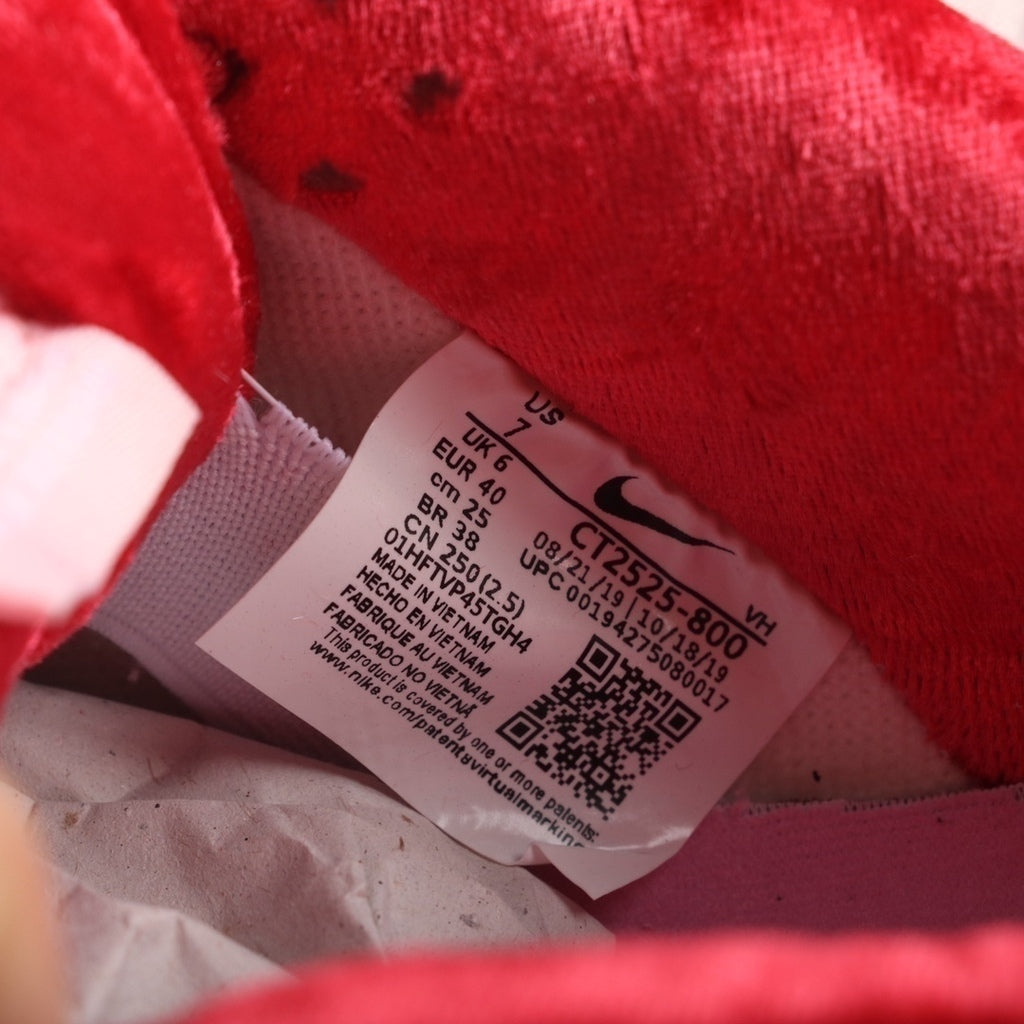 US
7
UK 6
EUR 40
cm 25
BR 38
CN 250(2.5)
01HFTVP45TGH4
MADE IN VIETNAM
HECHO EN VIETNAM
FABRIQUE AU VIETNAM
FABRICADO NO VIETNÃ
This product is covered by one or more patents:
www.nike.com/patentvirtualmarking
CT2525-800 VH
08/21/19 | 10/18/19
UPC 00194275080017